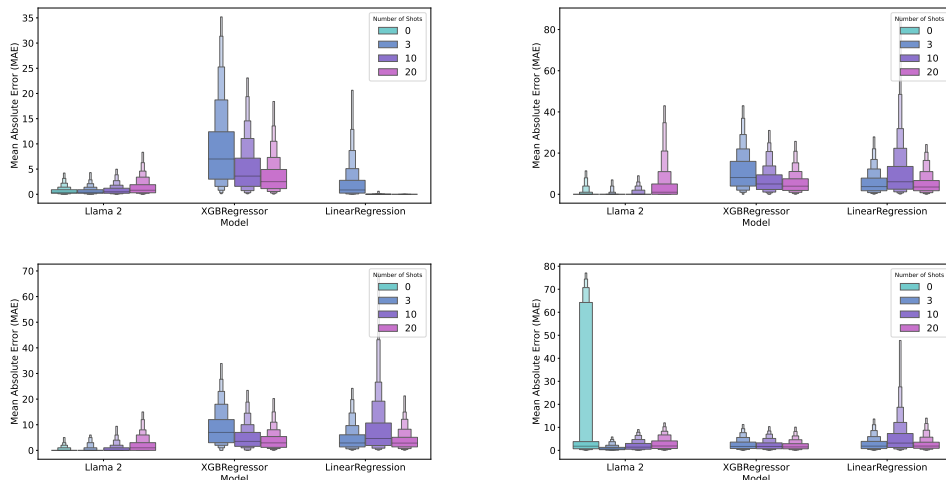 Mean Absolute Error (MAE)
35
30
25
20
15
10
5
0
Number of Shots
0
3
10
20
Llama 2
XGBRegressor
LinearRegression
Model
Mean Absolute Error (MAE)
80
60
40
20
0
Number of Shots
0
3
10
20
Llama 2
XGBRegressor
LinearRegression
Model
Mean Absolute Error (MAE)
70
60
50
40
30
20
10
0
Number of Shots
0
3
10
20
Llama 2
XGBRegressor
LinearRegression
Model
Mean Absolute Error (MAE)
80
70
60
50
40
30
20
10
0
Number of Shots
0
3
10
20
Llama 2
XGBRegressor
LinearRegression
Model